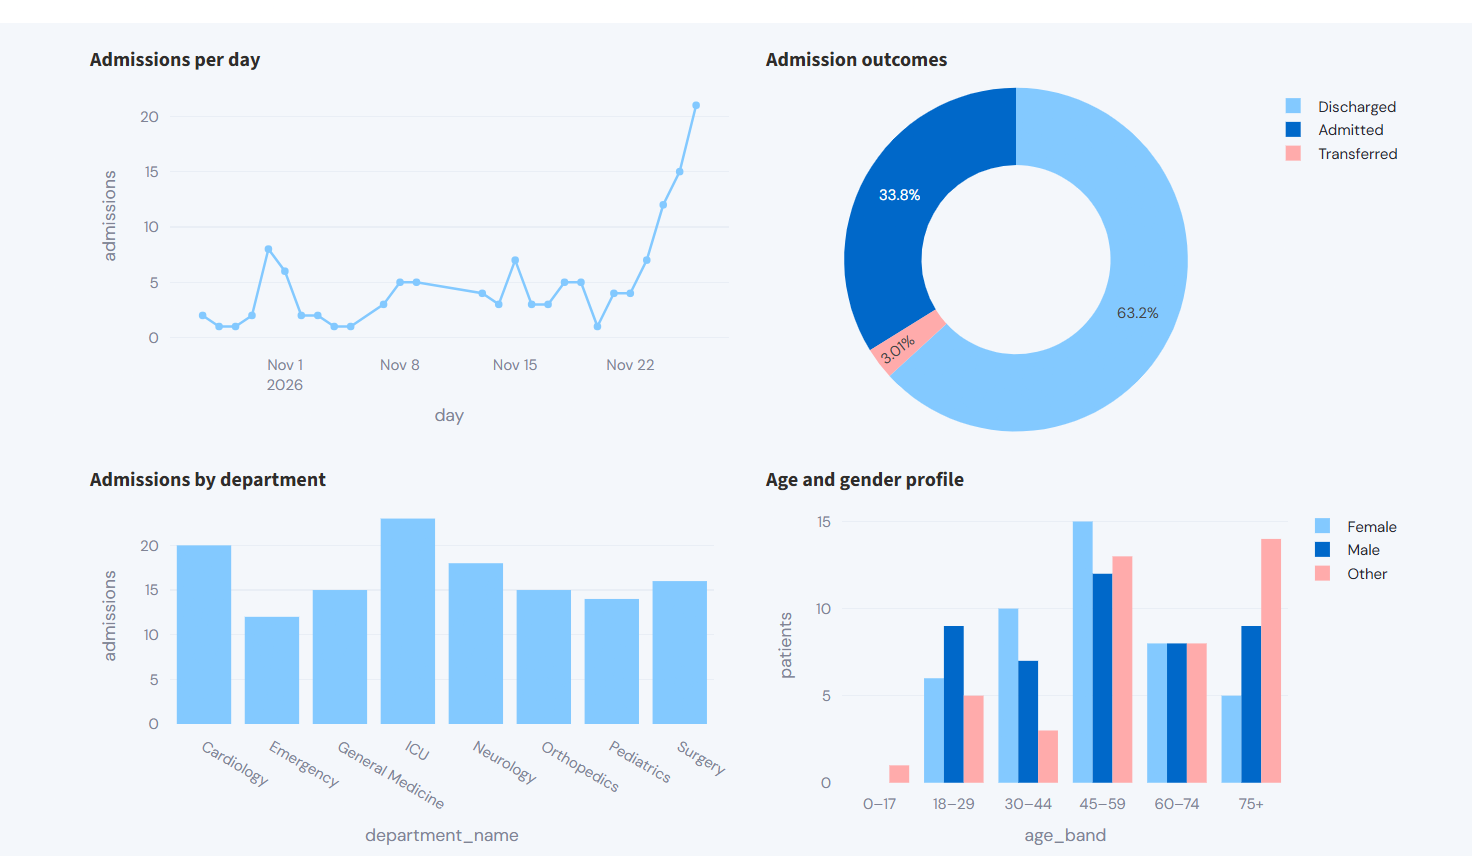 Admissions per day
20
15
10
5
0
admissions
Nov 1
2026
Nov 8
Nov 15
Nov 22
day
Admission outcomes
33.8%
63.2%
3.01%
Discharged
Admitted
Transferred
Admissions by department
20
15
10
5
0
admissions
Cardiology
Emergency
General Medicine
ICU
Neurology
Orthopedics
Pediatrics
Surgery
department_name
Age and gender profile
15
10
5
0
patients
0–17
18–29
30–44
45–59
60–74
75+
age_band
Female
Male
Other